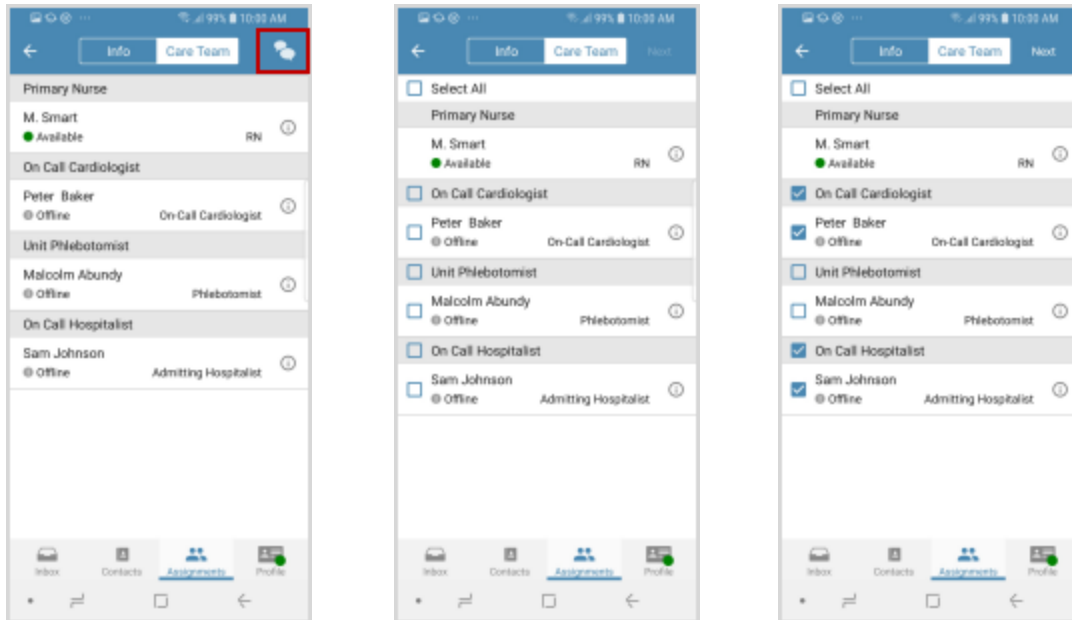 99% 10:00 AM
Info Care Team
Primary Nurse
M. Smart
Available RN
On Call Cardiologist
Peter Baker
Offline On-Call Cardiologist
Unit Phlebotomist
Malcolm Abundy
Offline Phlebotomist
On Call Hospitalist
Sam Johnson
Offline Admitting Hospitalist
Inbox Contacts Assignments Profile
99% 10:00 AM
Info Care Team Next
Select All
Primary Nurse
M. Smart
Available RN
On Call Cardiologist
Peter Baker
Offline On-Call Cardiologist
Unit Phlebotomist
Malcolm Abundy
Offline Phlebotomist
On Call Hospitalist
Sam Johnson
Offline Admitting Hospitalist
Inbox Contacts Assignments Profile
99% 10:00 AM
Info Care Team Next
Select All
Primary Nurse
M. Smart
Available RN
On Call Cardiologist
Peter Baker
Offline On-Call Cardiologist
Unit Phlebotomist
Malcolm Abundy
Offline Phlebotomist
On Call Hospitalist
Sam Johnson
Offline Admitting Hospitalist
Inbox Contacts Assignments Profile